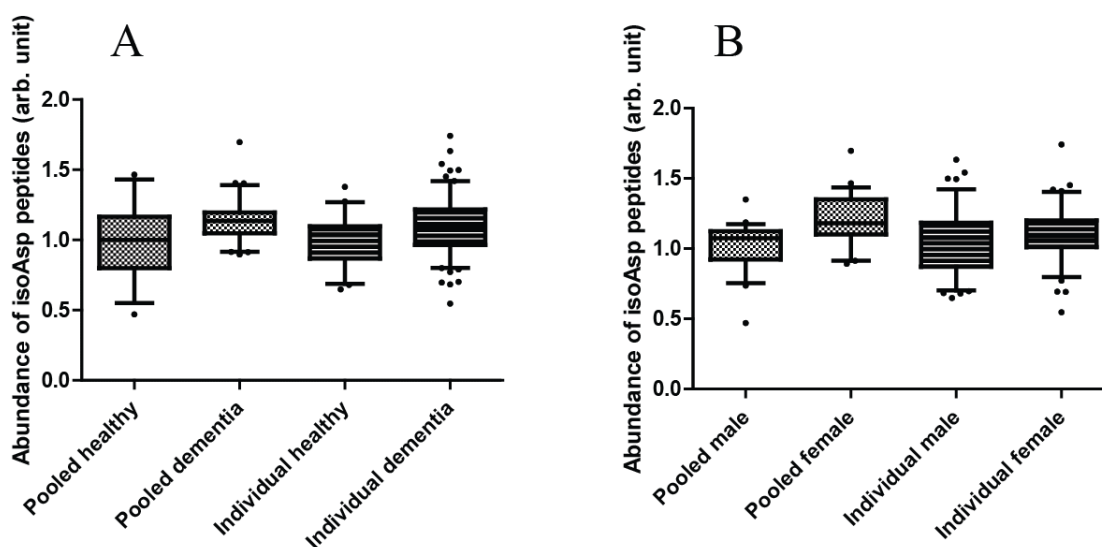 A
Abundance of isoAsp peptides (arb. unit)
2.0
1.5
1.0
0.5
0.0
Pooled healthy
Pooled dementia
Individual healthy
Individual dementia
B
Abundance of isoAsp peptides (arb. unit)
2.0
1.5
1.0
0.5
0.0
Pooled male
Pooled female
Individual male
Individual female